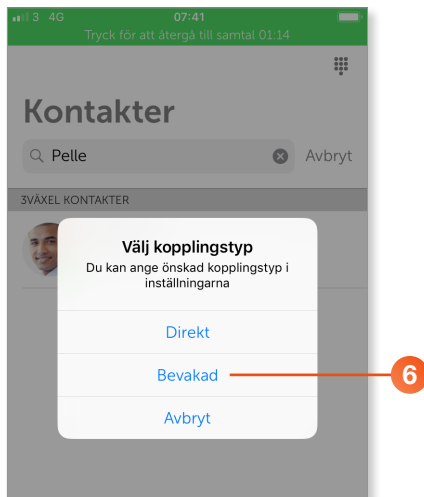 3 4G 07:41
Tryck för att återgå till samtal 01:14
Kontakter
Pelle Avbryt
3VÄXEL KONTAKTER
Välj kopplingstyp
Du kan ange önskad kopplingstyp i
inställningarna
Direkt
Bevakad 6
Avbryt